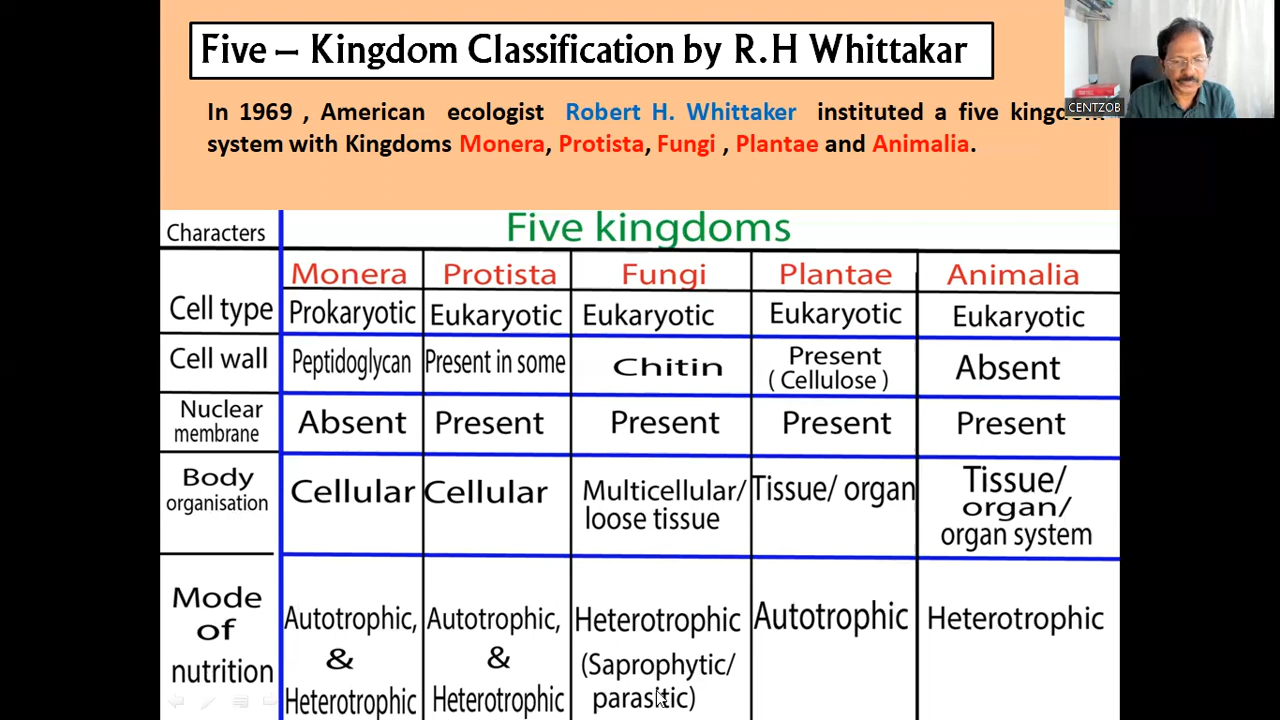 Five – Kingdom Classification by R.H Whittakar
CENTZOB
In 1969 , American ecologist Robert H. Whittaker instituted a five kingdom
system with Kingdoms Monera, Protista, Fungi , Plantae and Animalia.
Characters Five kingdoms
Monera Protista Fungi Plantae Animalia
Cell type Prokaryotic Eukaryotic Eukaryotic Eukaryotic Eukaryotic
Cell wall Peptidoglycan Present in some Chitin Present Absent
( Cellulose )
Nuclear
membrane Absent Present Present Present Present
Body
organisation Cellular Cellular Multicellular/ Tissue/ organ Tissue/
loose tissue organ/
organ system
Mode
of
nutrition
Autotrophic, Autotrophic, Heterotrophic Autotrophic Heterotrophic
& & (Saprophytic/
Heterotrophic Heterotrophic parasitic)